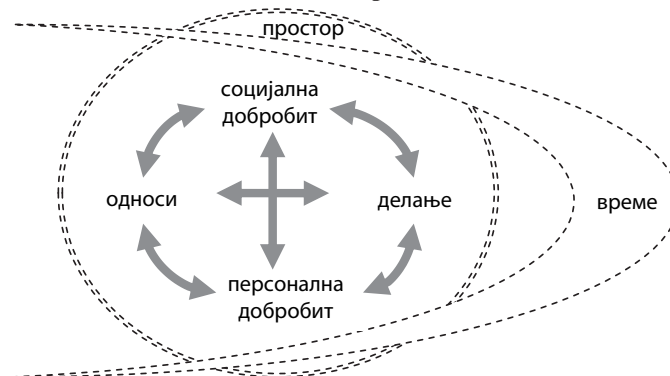 простор
социјална
добробит
односи
делање
време
персонална
добробит